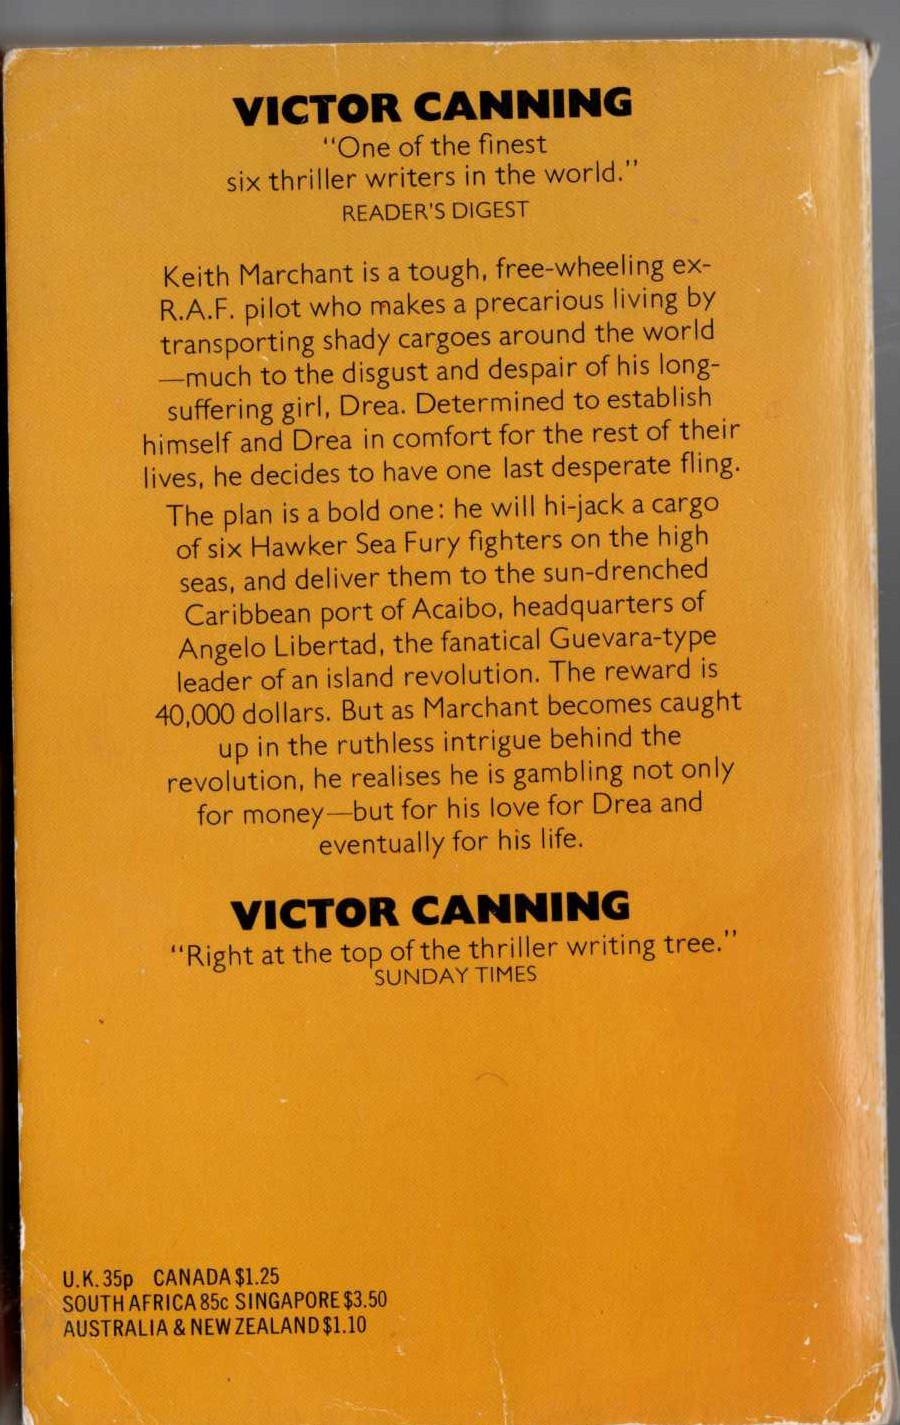 VICTOR CANNING
"One of the finest
six thriller writers in the world."
READER'S DIGEST
Keith Marchant is a tough, free-wheeling ex-
R.A.F. pilot who makes a precarious living by
transporting shady cargoes around the world
—much to the disgust and despair of his long-
suffering girl, Drea. Determined to establish
himself and Drea in comfort for the rest of their
lives, he decides to have one last desperate fling.
The plan is a bold one: he will hi-jack a cargo
of six Hawker Sea Fury fighters on the high
seas, and deliver them to the sun-drenched
Caribbean port of Acaibo, headquarters of
Angelo Libertad, the fanatical Guevara-type
leader of an island revolution. The reward is
40,000 dollars. But as Marchant becomes caught
up in the ruthless intrigue behind the
revolution, he realises he is gambling not only
for money—but for his love for Drea and
eventually for his life.
VICTOR CANNING
"Right at the top of the thriller writing tree."
SUNDAY TIMES
U.K. 35p CANADA $1.25
SOUTH AFRICA 85c SINGAPORE $3.50
AUSTRALIA & NEW ZEALAND $1.10